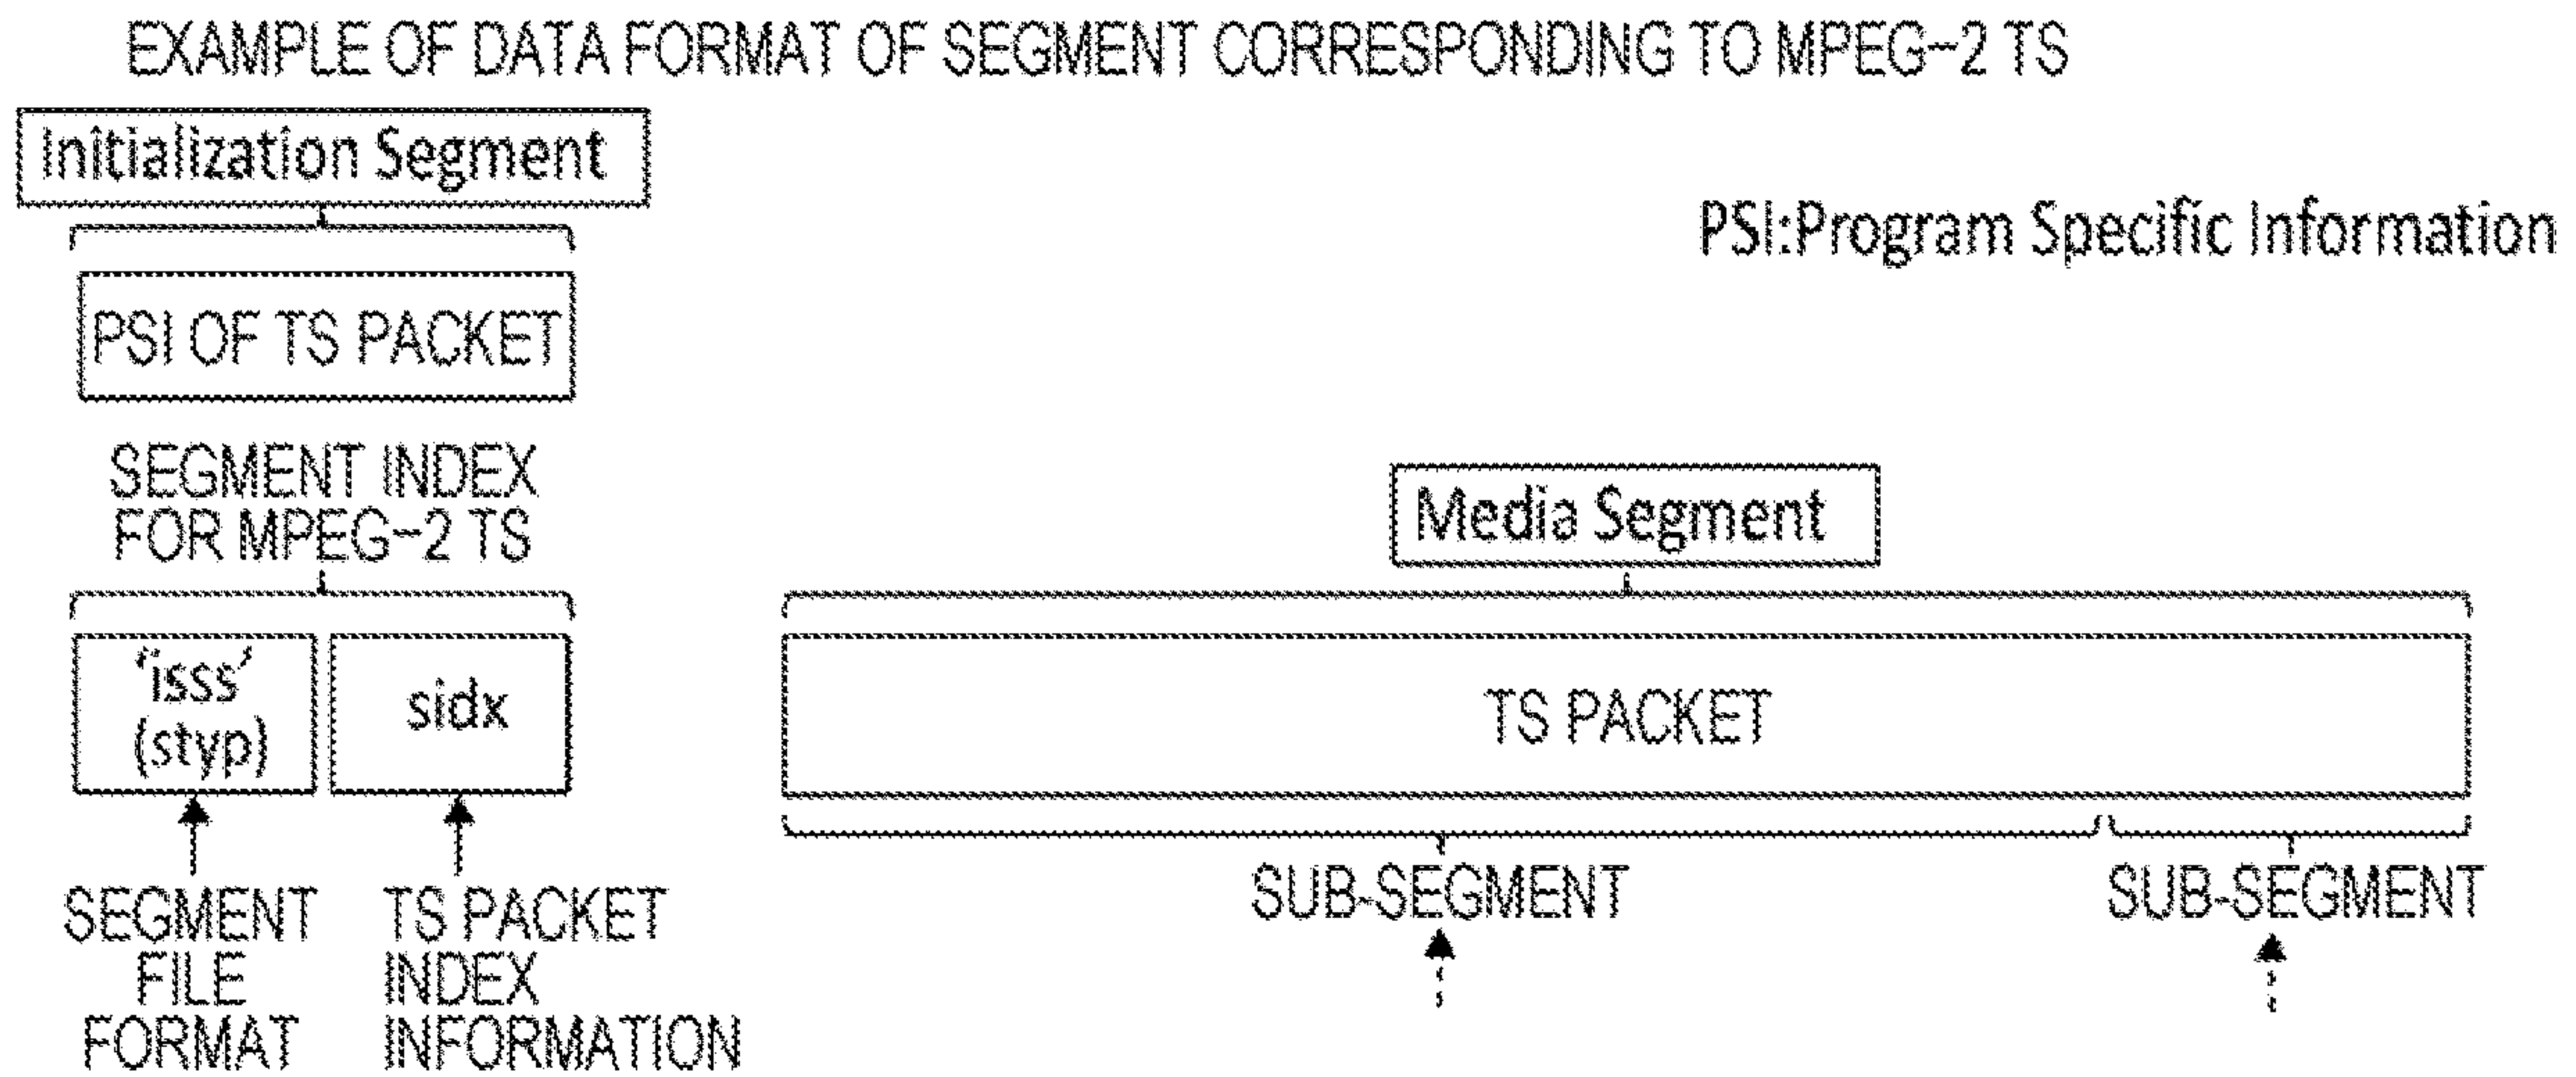 EXAMPLE OF DATA FORMAT OF SEGMENT CORRESPONDING TO MPEG-2 TS
Initialization Segment
PSI:Program Specific Information
PSI OF TS PACKET
SEGMENT INDEX
FOR MPEG-2 TS
Media Segment
'isss'
(styp)
sidx
TS PACKET
SEGMENT
FILE
FORMAT
TS PACKET
INDEX
INFORMATION
SUB-SEGMENT
SUB-SEGMENT